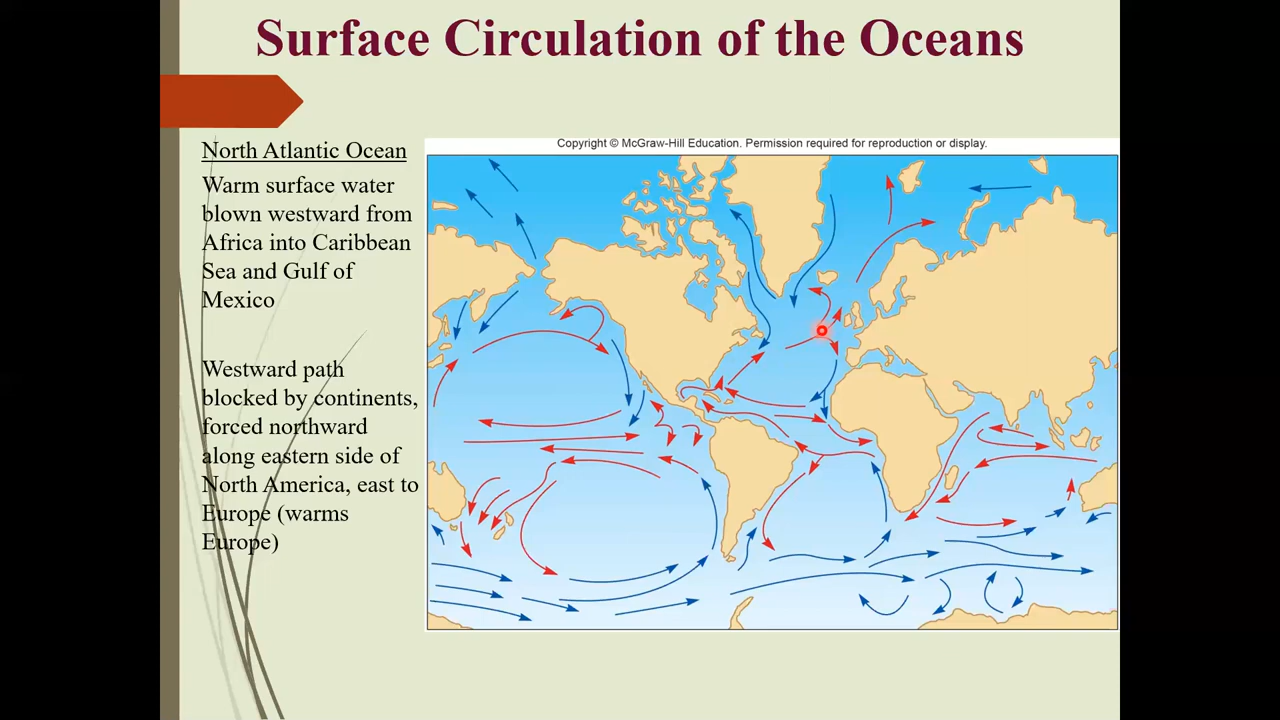 Surface Circulation of the Oceans
North Atlantic Ocean
Warm surface water
blown westward from
Africa into Caribbean
Sea and Gulf of
Mexico
Westward path
blocked by continents,
forced northward
along eastern side of
North America, east to
Europe (warms
Europe)
Copyright © McGraw-Hill Education. Permission required for reproduction or display.